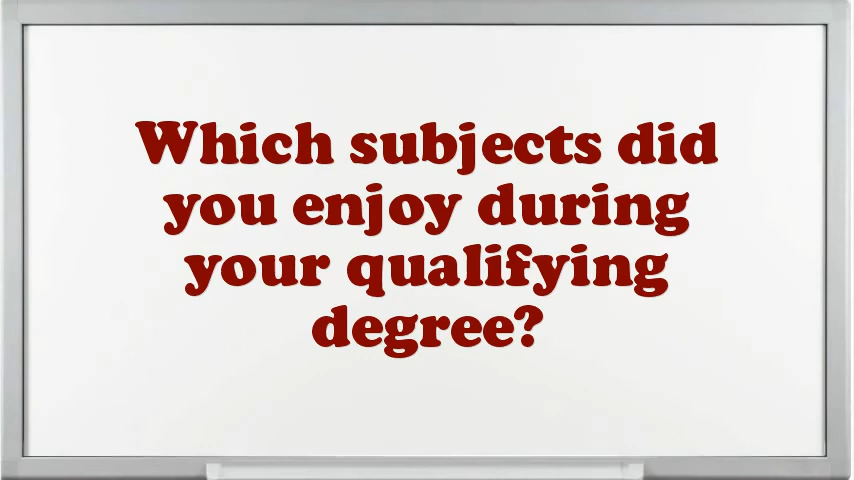 Which subjects did
you enjoy during
your qualifying
degree?